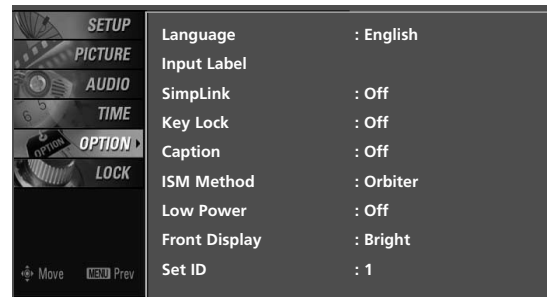 SETUP
PICTURE
AUDIO
TIME
OPTION
LOCK
Move MENU Prev
Language : English
Input Label
SimpLink : Off
Key Lock : Off
Caption : Off
ISM Method : Orbiter
Low Power : Off
Front Display : Bright
Set ID : 1